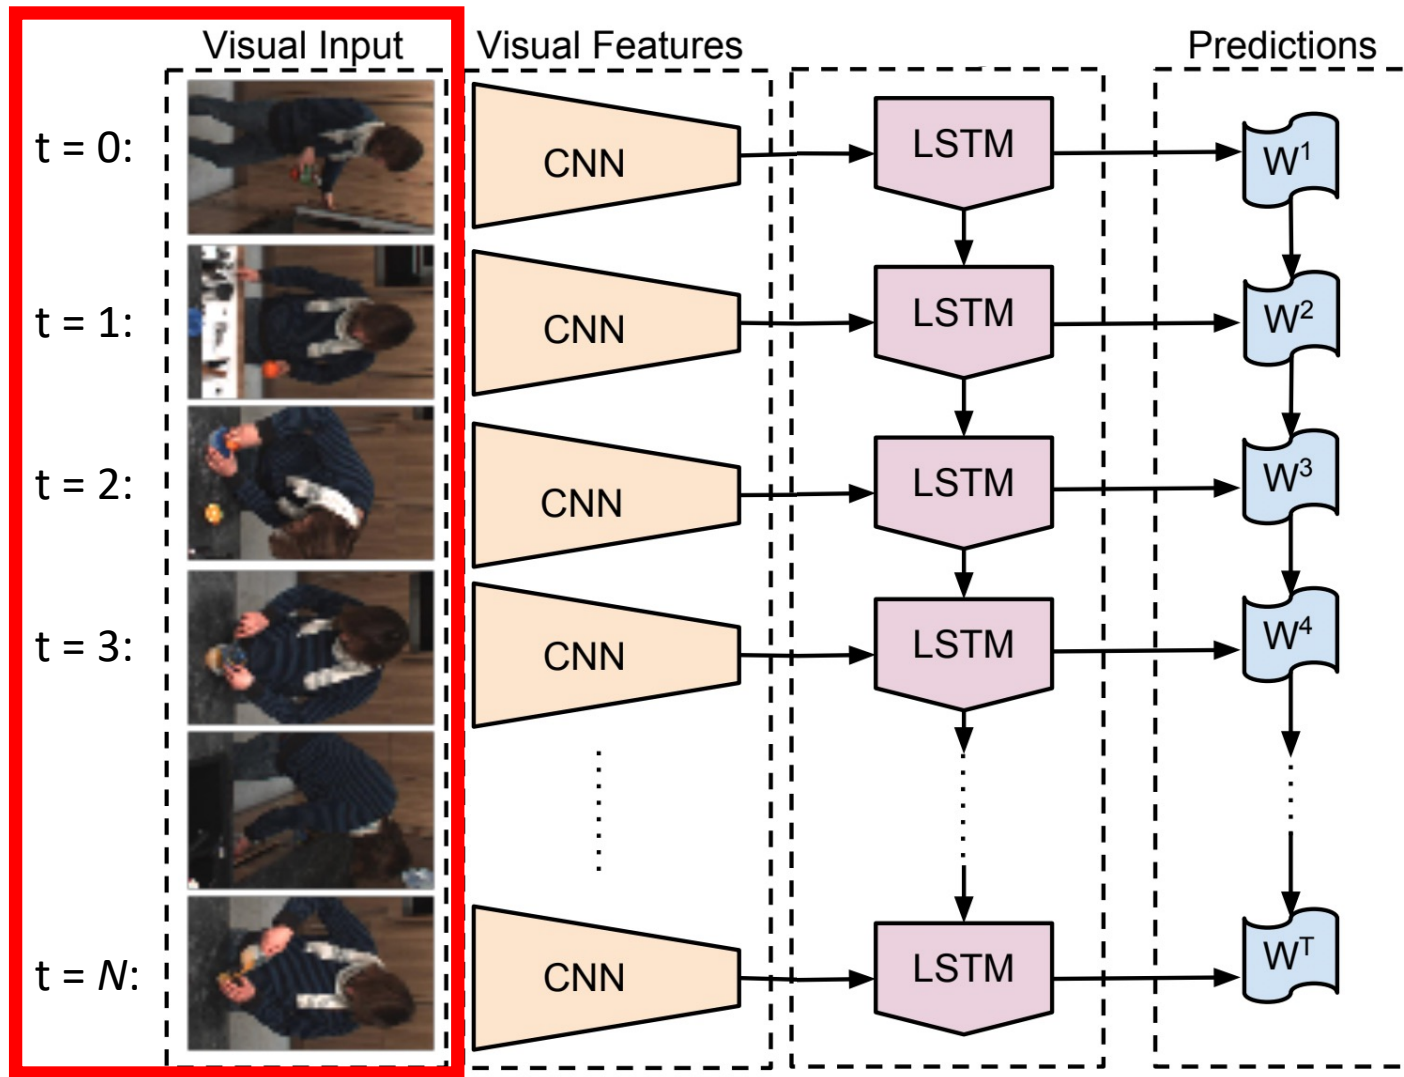 Visual Input Visual Features Predictions
t = 0: CNN LSTM W¹
t = 1: CNN LSTM W²
t = 2: CNN LSTM W³
t = 3: CNN LSTM W⁴
t = N: CNN LSTM Wᵀ